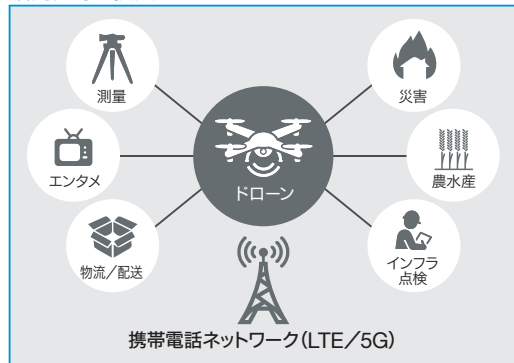 測量
災害
エンタメ
ドローン
農水産
物流／配送
インフラ
点検
携帯電話ネットワーク(LTE／5G)